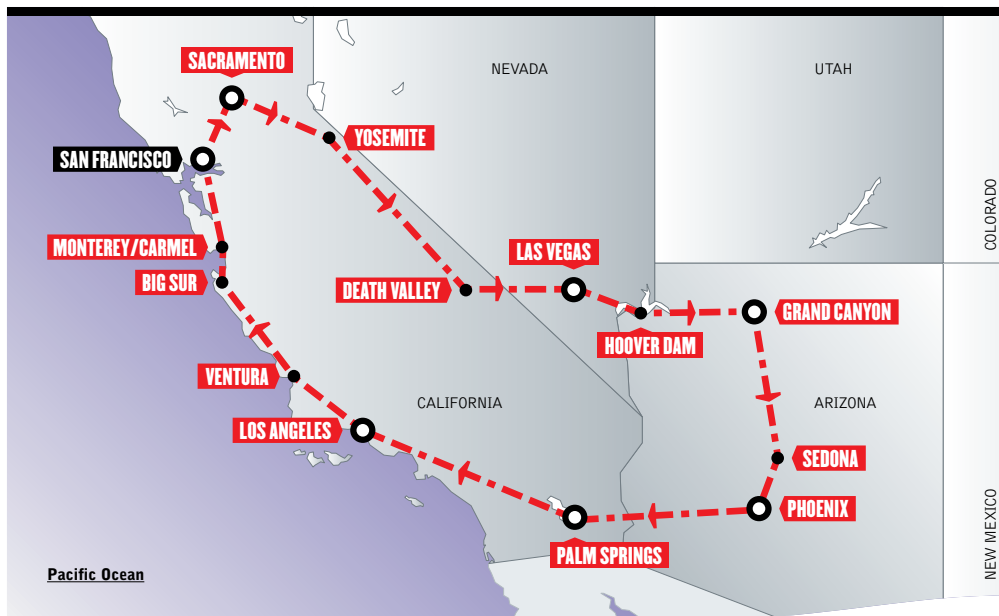 SACRAMENTO
NEVADA
UTAH
YOSEMITE
SAN FRANCISCO
COLORADO
MONTEREY/CARMEL
LAS VEGAS
BIG SUR
DEATH VALLEY
GRAND CANYON
HOOVER DAM
VENTURA
CALIFORNIA
ARIZONA
LOS ANGELES
SEDONA
PHOENIX
NEW MEXICO
PALM SPRINGS
Pacific Ocean